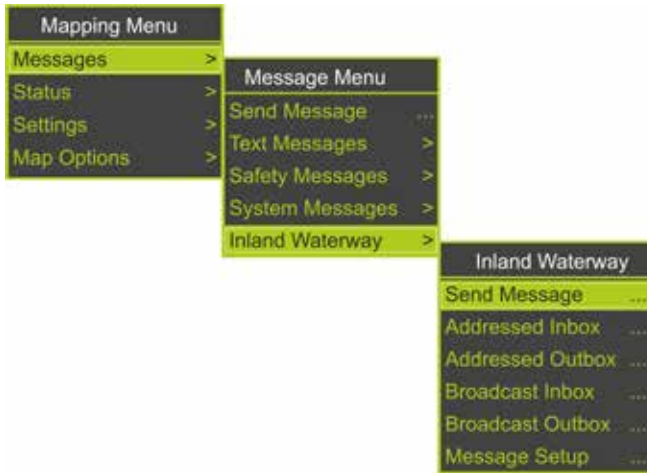 Mapping Menu
Messages >
Status >
Settings >
Map Options >
Message Menu
Send Message ...
Text Messages >
Safety Messages >
System Messages >
Inland Waterway >
Inland Waterway
Send Message ...
Addressed Inbox ...
Addressed Outbox ...
Broadcast Inbox ...
Broadcast Outbox ...
Message Setup ...